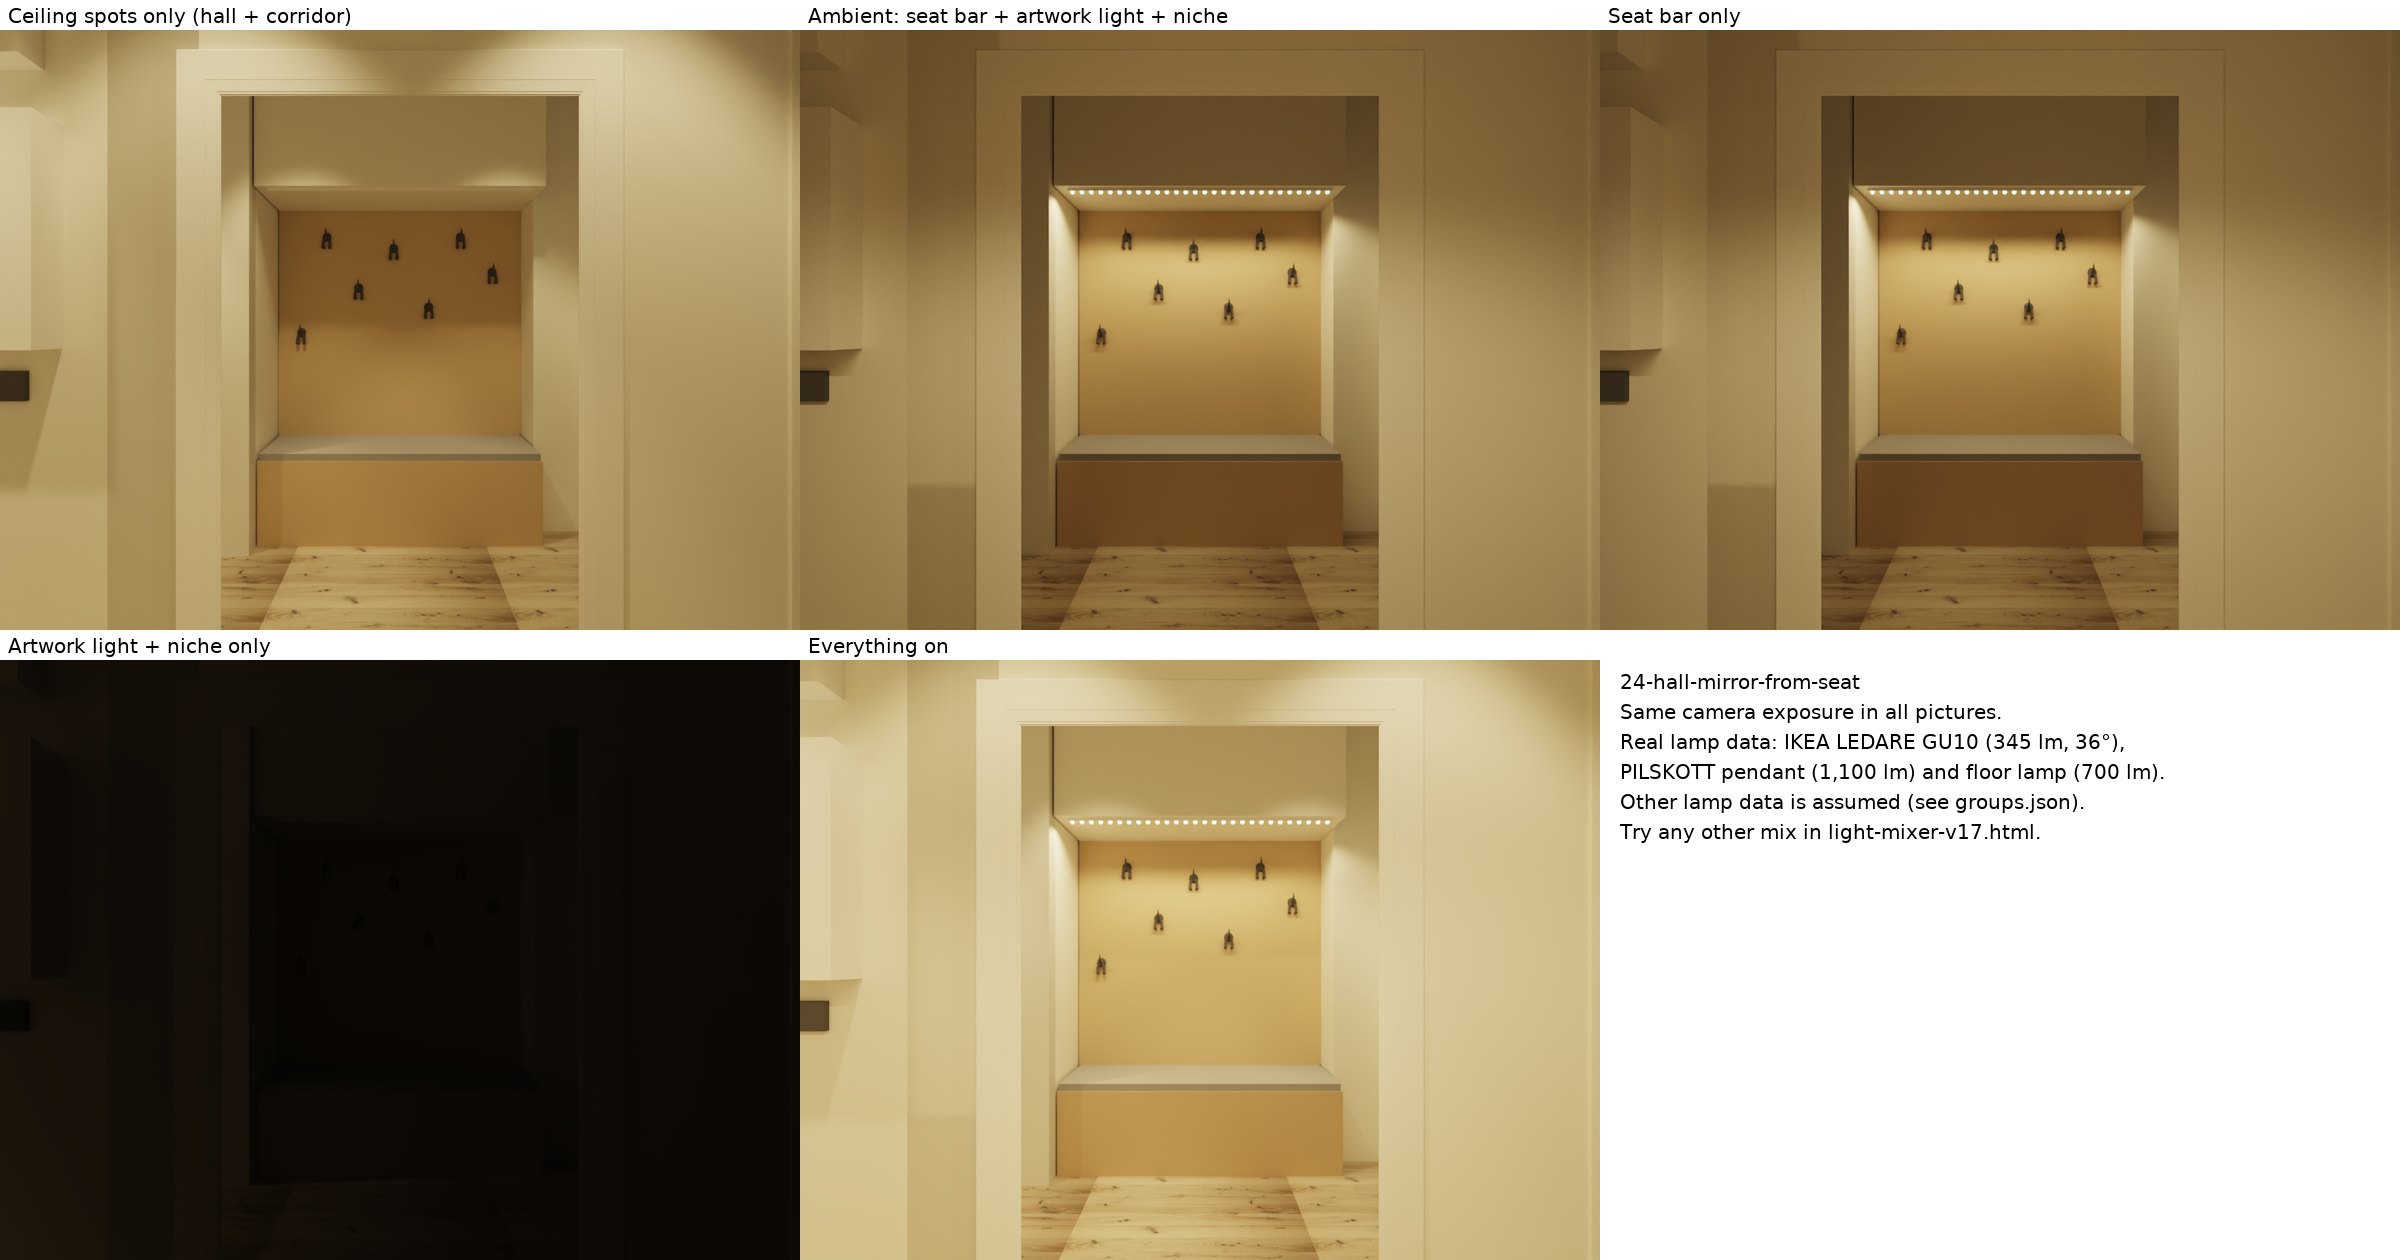 Ceiling spots only (hall + corridor)
Ambient: seat bar + artwork light + niche
Seat bar only
Artwork light + niche only
Everything on
24-hall-mirror-from-seat
Same camera exposure in all pictures.
Real lamp data: IKEA LEDARE GU10 (345 lm, 36°),
PILSKOTT pendant (1,100 lm) and floor lamp (700 lm).
Other lamp data is assumed (see groups.json).
Try any other mix in light-mixer-v17.html.